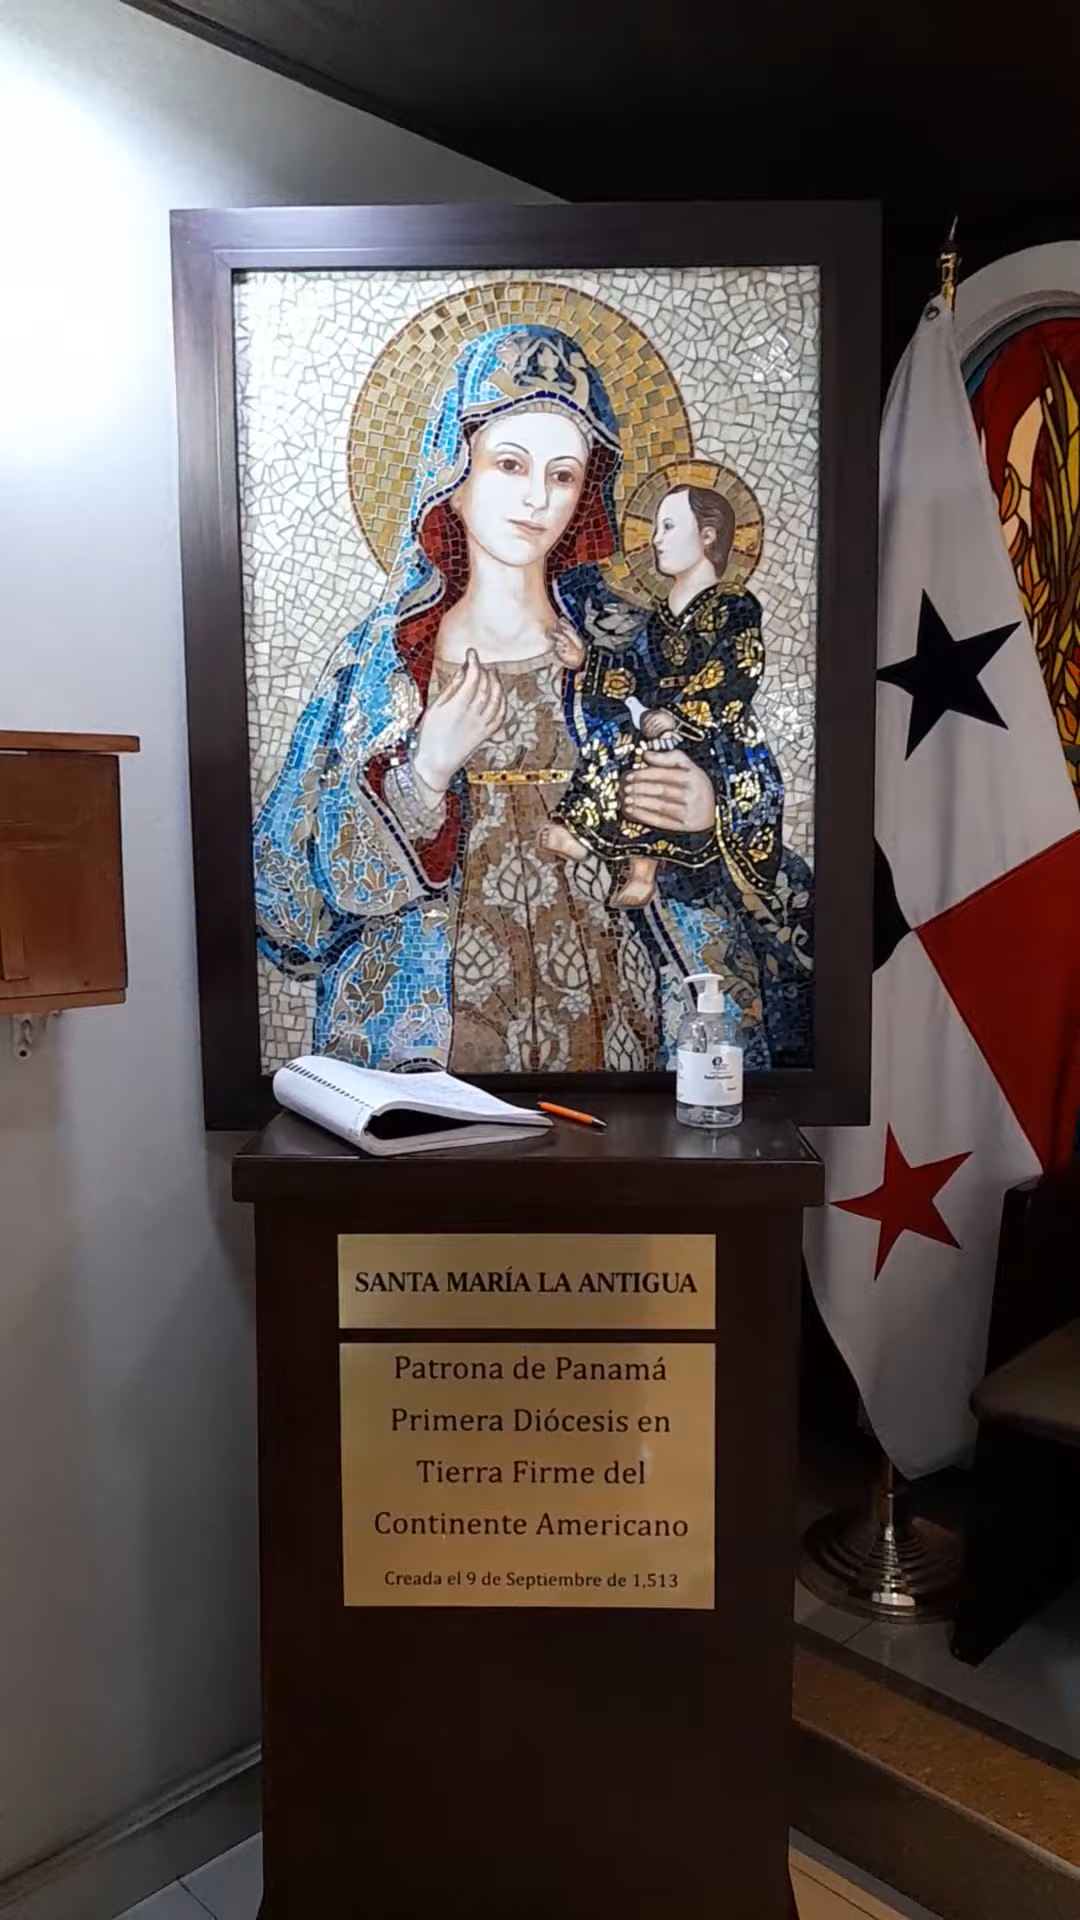 SANTA MARÍA LA ANTIGUA
Patrona de Panamá
Primera Diócesis en
Tierra Firme del
Continente Americano
Creada el 9 de Septiembre de 1,513